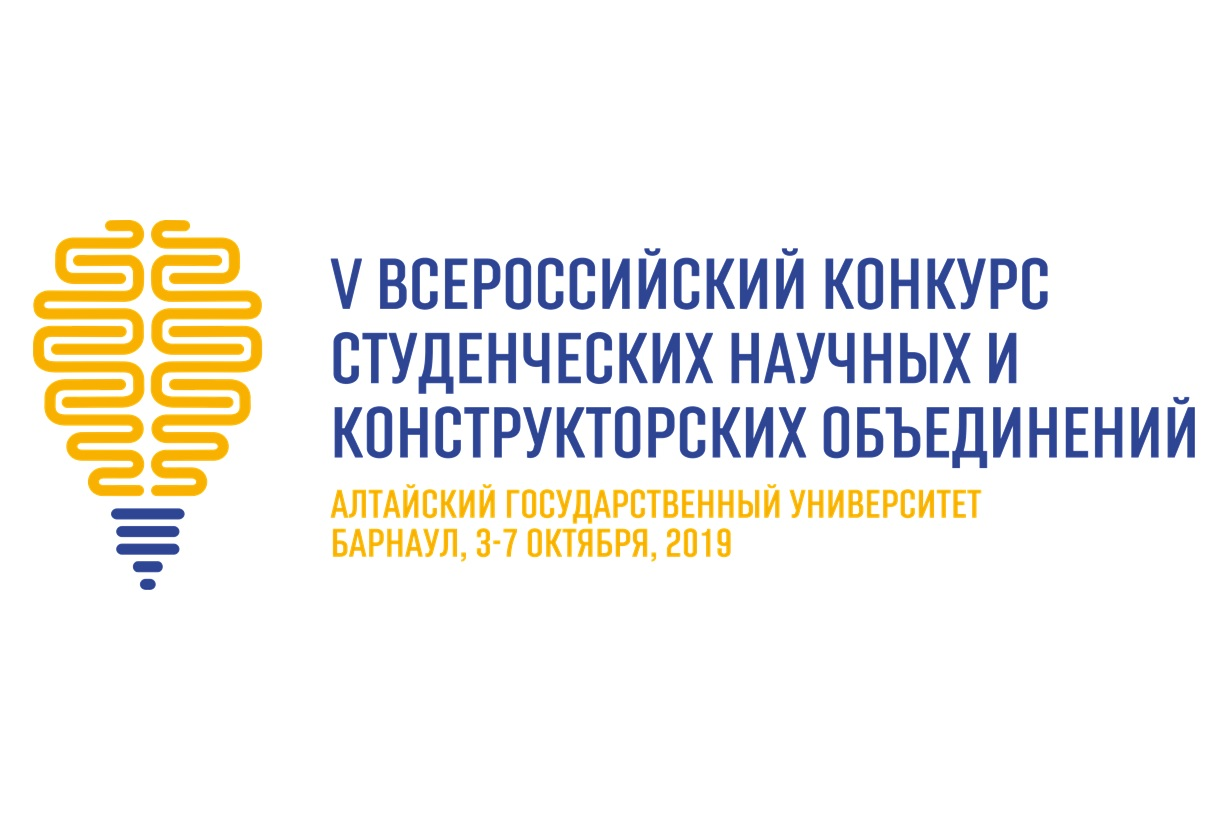 V ВСЕРОССИЙСКИЙ КОНКУРС
СТУДЕНЧЕСКИХ НАУЧНЫХ И
КОНСТРУКТОРСКИХ ОБЪЕДИНЕНИЙ
АЛТАЙСКИЙ ГОСУДАРСТВЕННЫЙ УНИВЕРСИТЕТ
БАРНАУЛ, 3-7 ОКТЯБРЯ, 2019